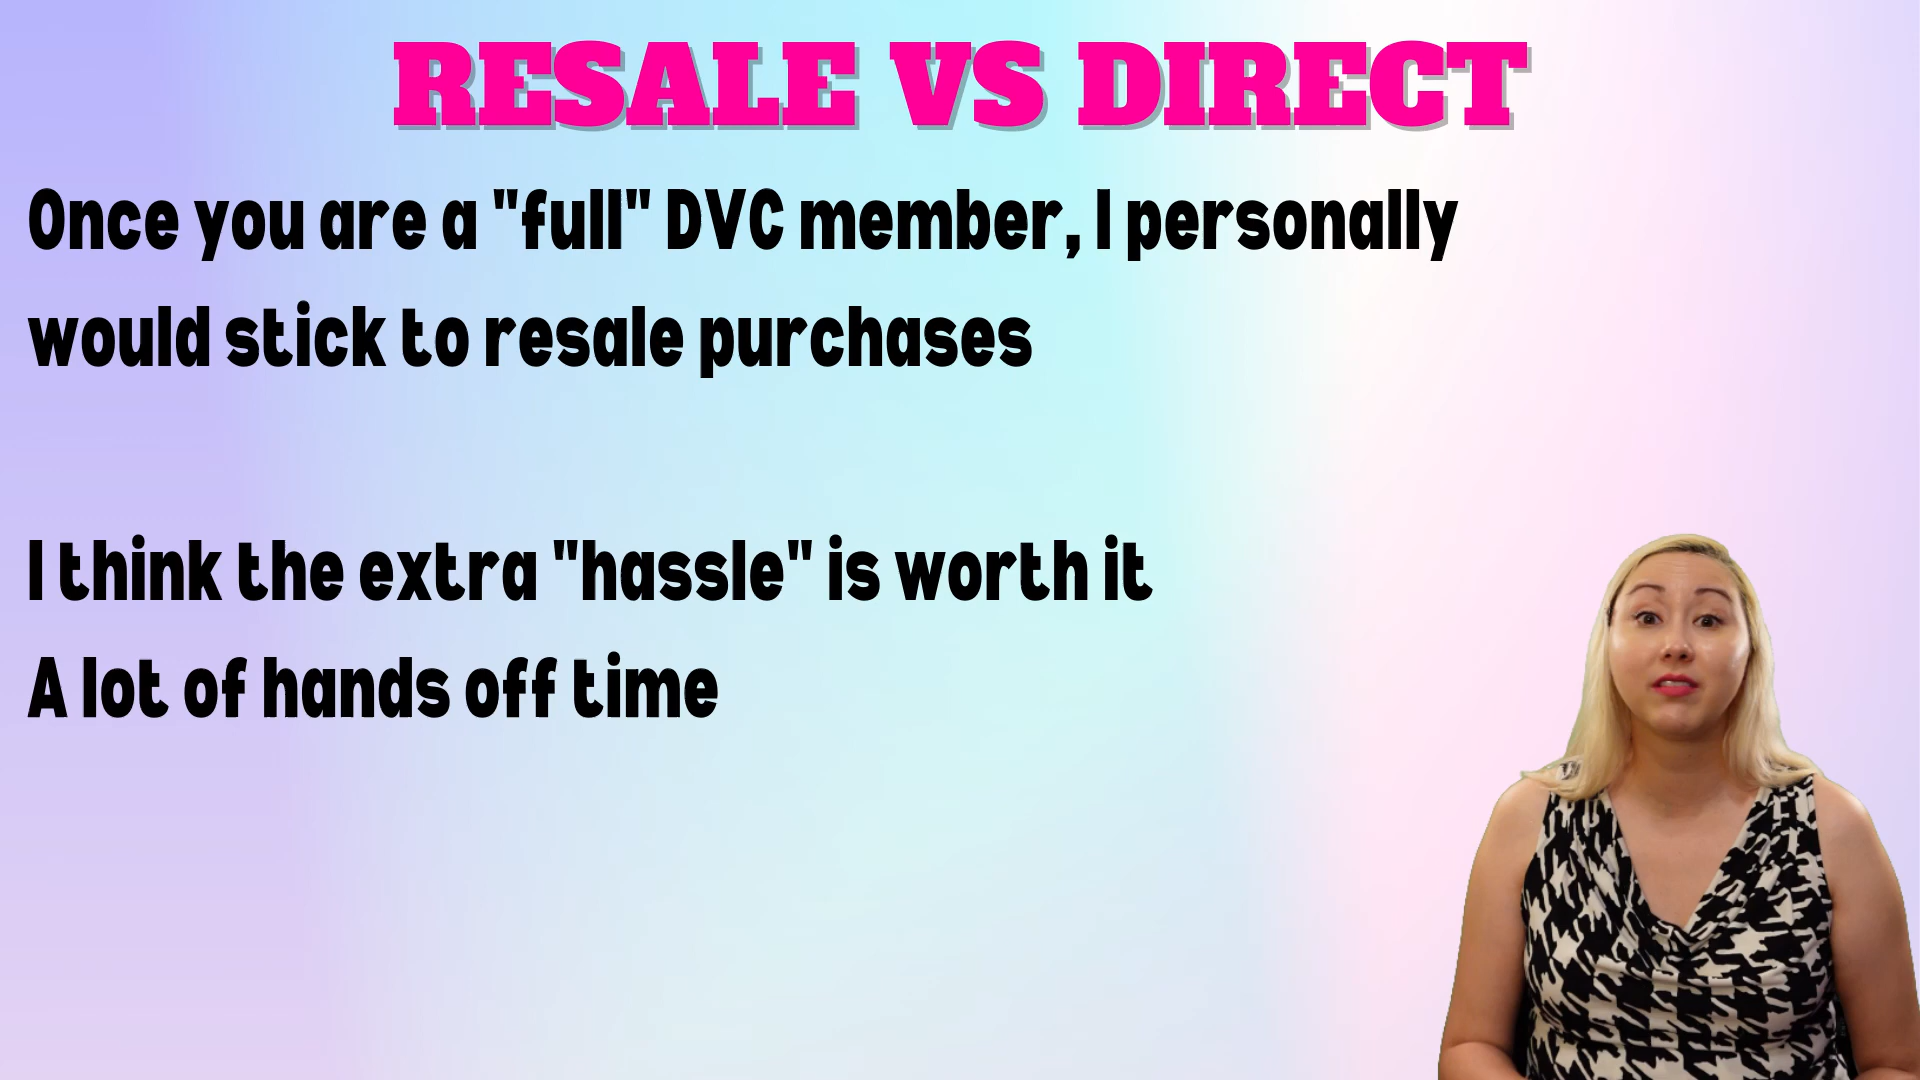 RESALE VS DIRECT
Once you are a "full" DVC member, I personally
would stick to resale purchases
I think the extra "hassle" is worth it
A lot of hands off time